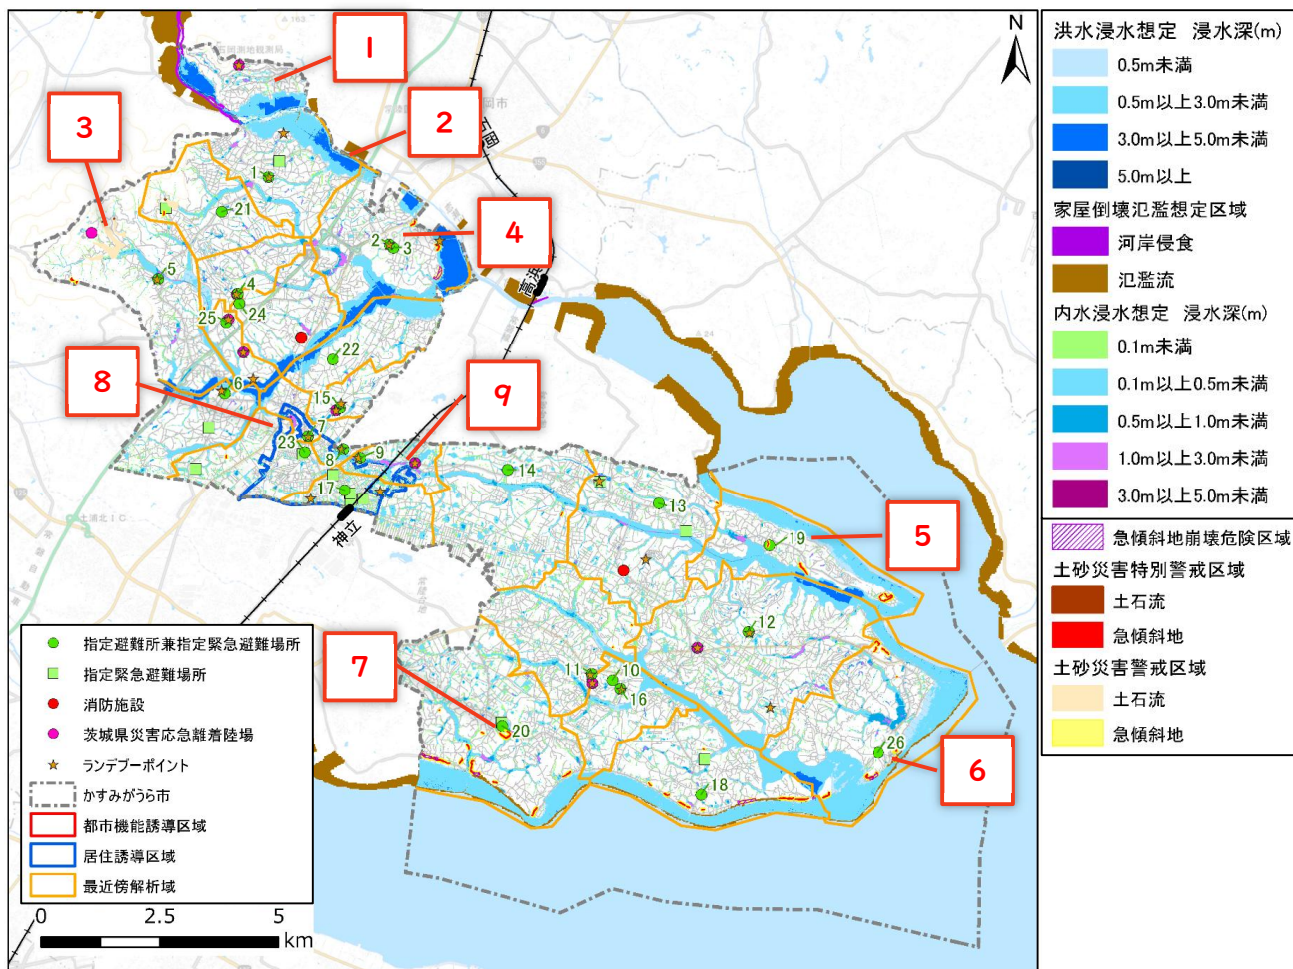 1
2
3
4
5
6
7
8
9
N
石岡
高浜
神立
土浦北IC
1
21
2
3
5
4
24
25
22
6
15
7
23
8
9
17
14
13
19
12
11
10
16
20
18
26
指定避難所兼指定緊急避難場所
指定緊急避難場所
消防施設
茨城県災害応急離着陸場
ランデブーポイント
かすみがうら市
都市機能誘導区域
居住誘導区域
最近傍解析域
0 2.5 5
km
洪水浸水想定 浸水深(m)
0.5m未満
0.5m以上3.0m未満
3.0m以上5.0m未満
5.0m以上
家屋倒壊氾濫想定区域
河岸侵食
氾濫流
内水浸水想定 浸水深(m)
0.1m未満
0.1m以上0.5m未満
0.5m以上1.0m未満
1.0m以上3.0m未満
3.0m以上5.0m未満
急傾斜地崩壊危険区域
土砂災害特別警戒区域
土石流
急傾斜地
土砂災害警戒区域
土石流
急傾斜地